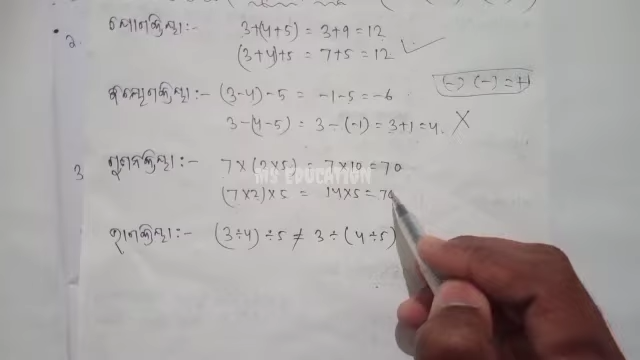 2. ଯୋଗକ୍ରିୟା:- 3+(4+5) = 3+9 = 12
(3+4)+5 = 7+5 = 12 ✓
(-) (-) = +
ବିୟୋଗକ୍ରିୟା:- (3-4)-5 = -1-5 = -6
3-(4-5) = 3-(-1) = 3+1 = 4. X
3 ଗୁଣନକ୍ରିୟା:- 7×(2×5) = 7×10 = 70
MS EDUCATION
(7×2)×5 = 14×5 = 70
ହରଣକ୍ରିୟା:- (3÷4)÷5 ≠ 3÷(4÷5)